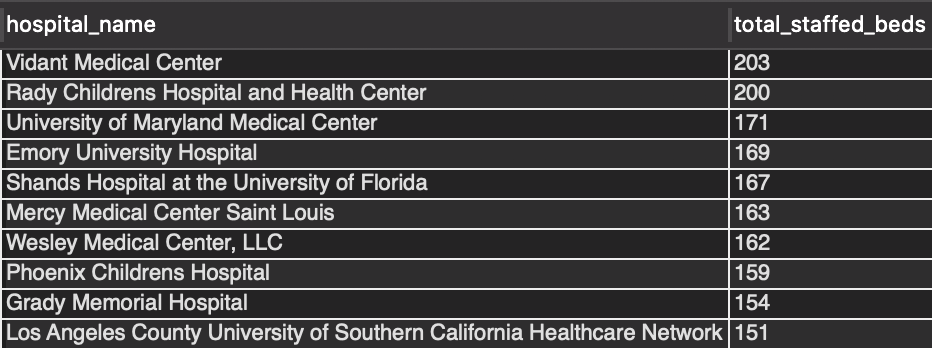 hospital_name total_staffed_beds
Vidant Medical Center 203
Rady Childrens Hospital and Health Center 200
University of Maryland Medical Center 171
Emory University Hospital 169
Shands Hospital at the University of Florida 167
Mercy Medical Center Saint Louis 163
Wesley Medical Center, LLC 162
Phoenix Childrens Hospital 159
Grady Memorial Hospital 154
Los Angeles County University of Southern California Healthcare Network 151